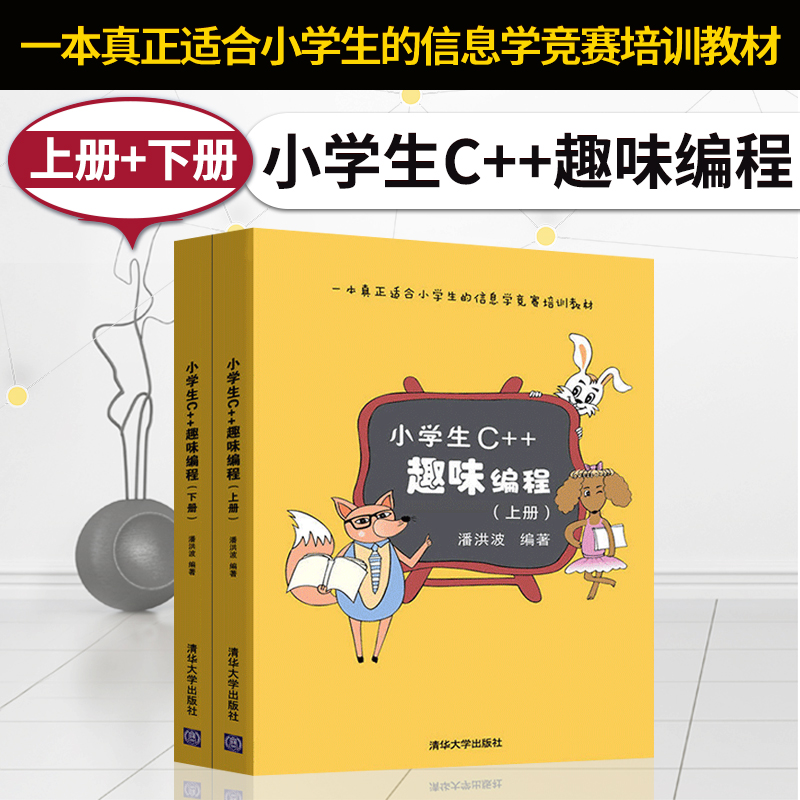 一本真正适合小学生的信息学竞赛培训教材
上册+下册
小学生C++趣味编程
一本真正适合小学生的信息学竞赛培训教材
小学生C++
趣味编程
(上册)
潘洪波 编著
清华大学出版社
小学生C++趣味编程(下册)
潘洪波 编著
清华大学出版社
小学生C++趣味编程(上册)
潘洪波 编著
清华大学出版社